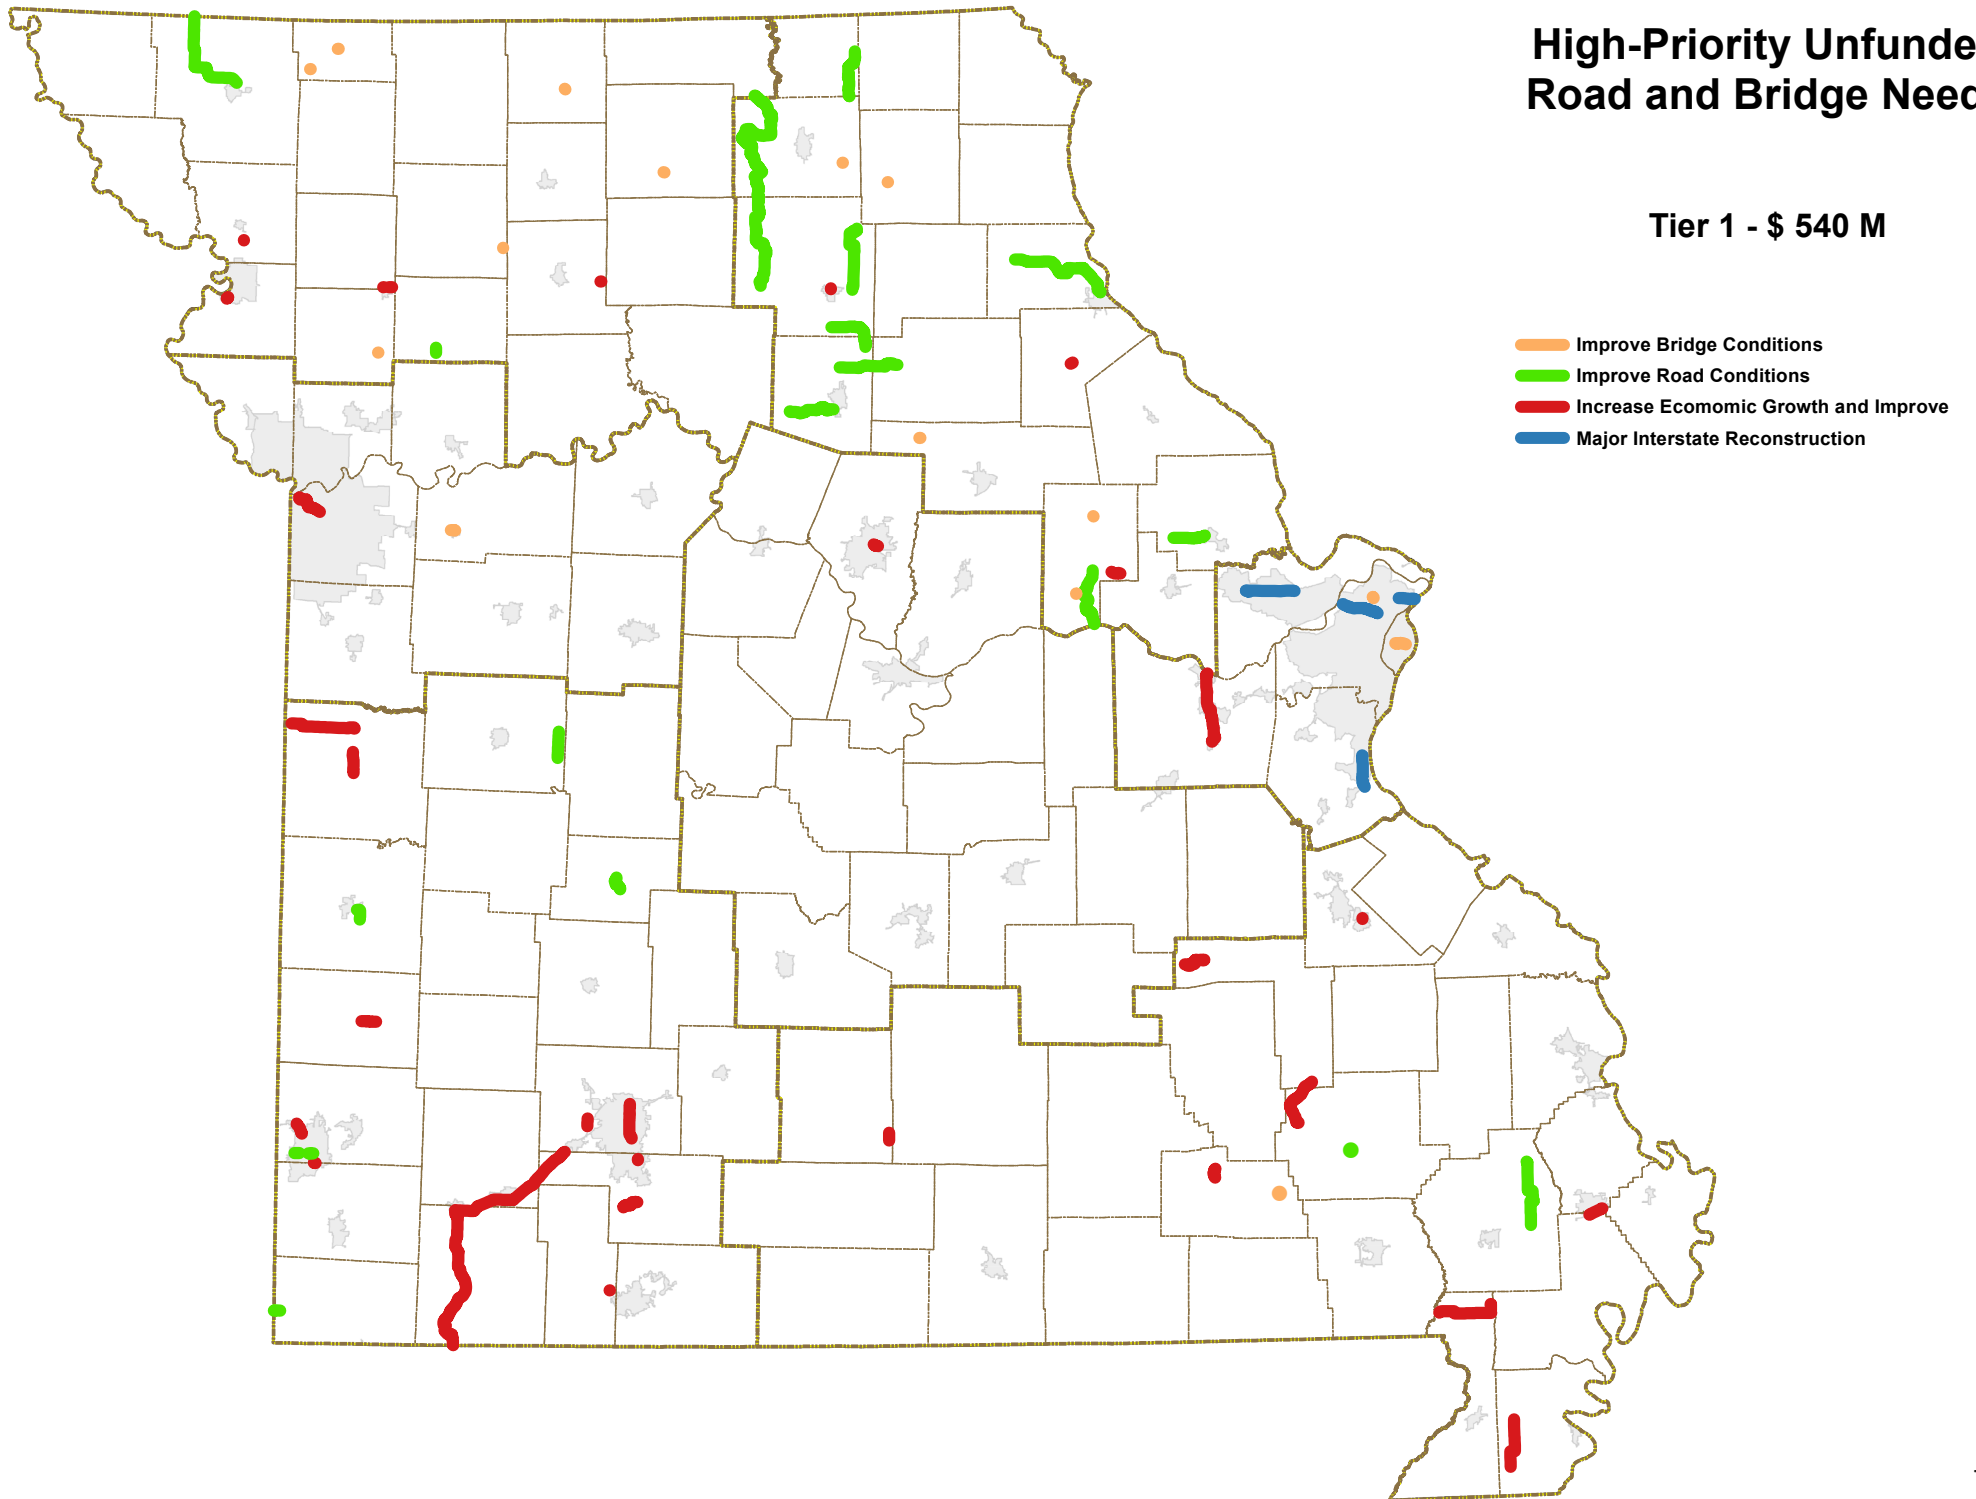 High-Priority Unfunde
Road and Bridge Need
Tier 1 - $ 540 M
Improve Bridge Conditions
Improve Road Conditions
Increase Ecomomic Growth and Improve
Major Interstate Reconstruction